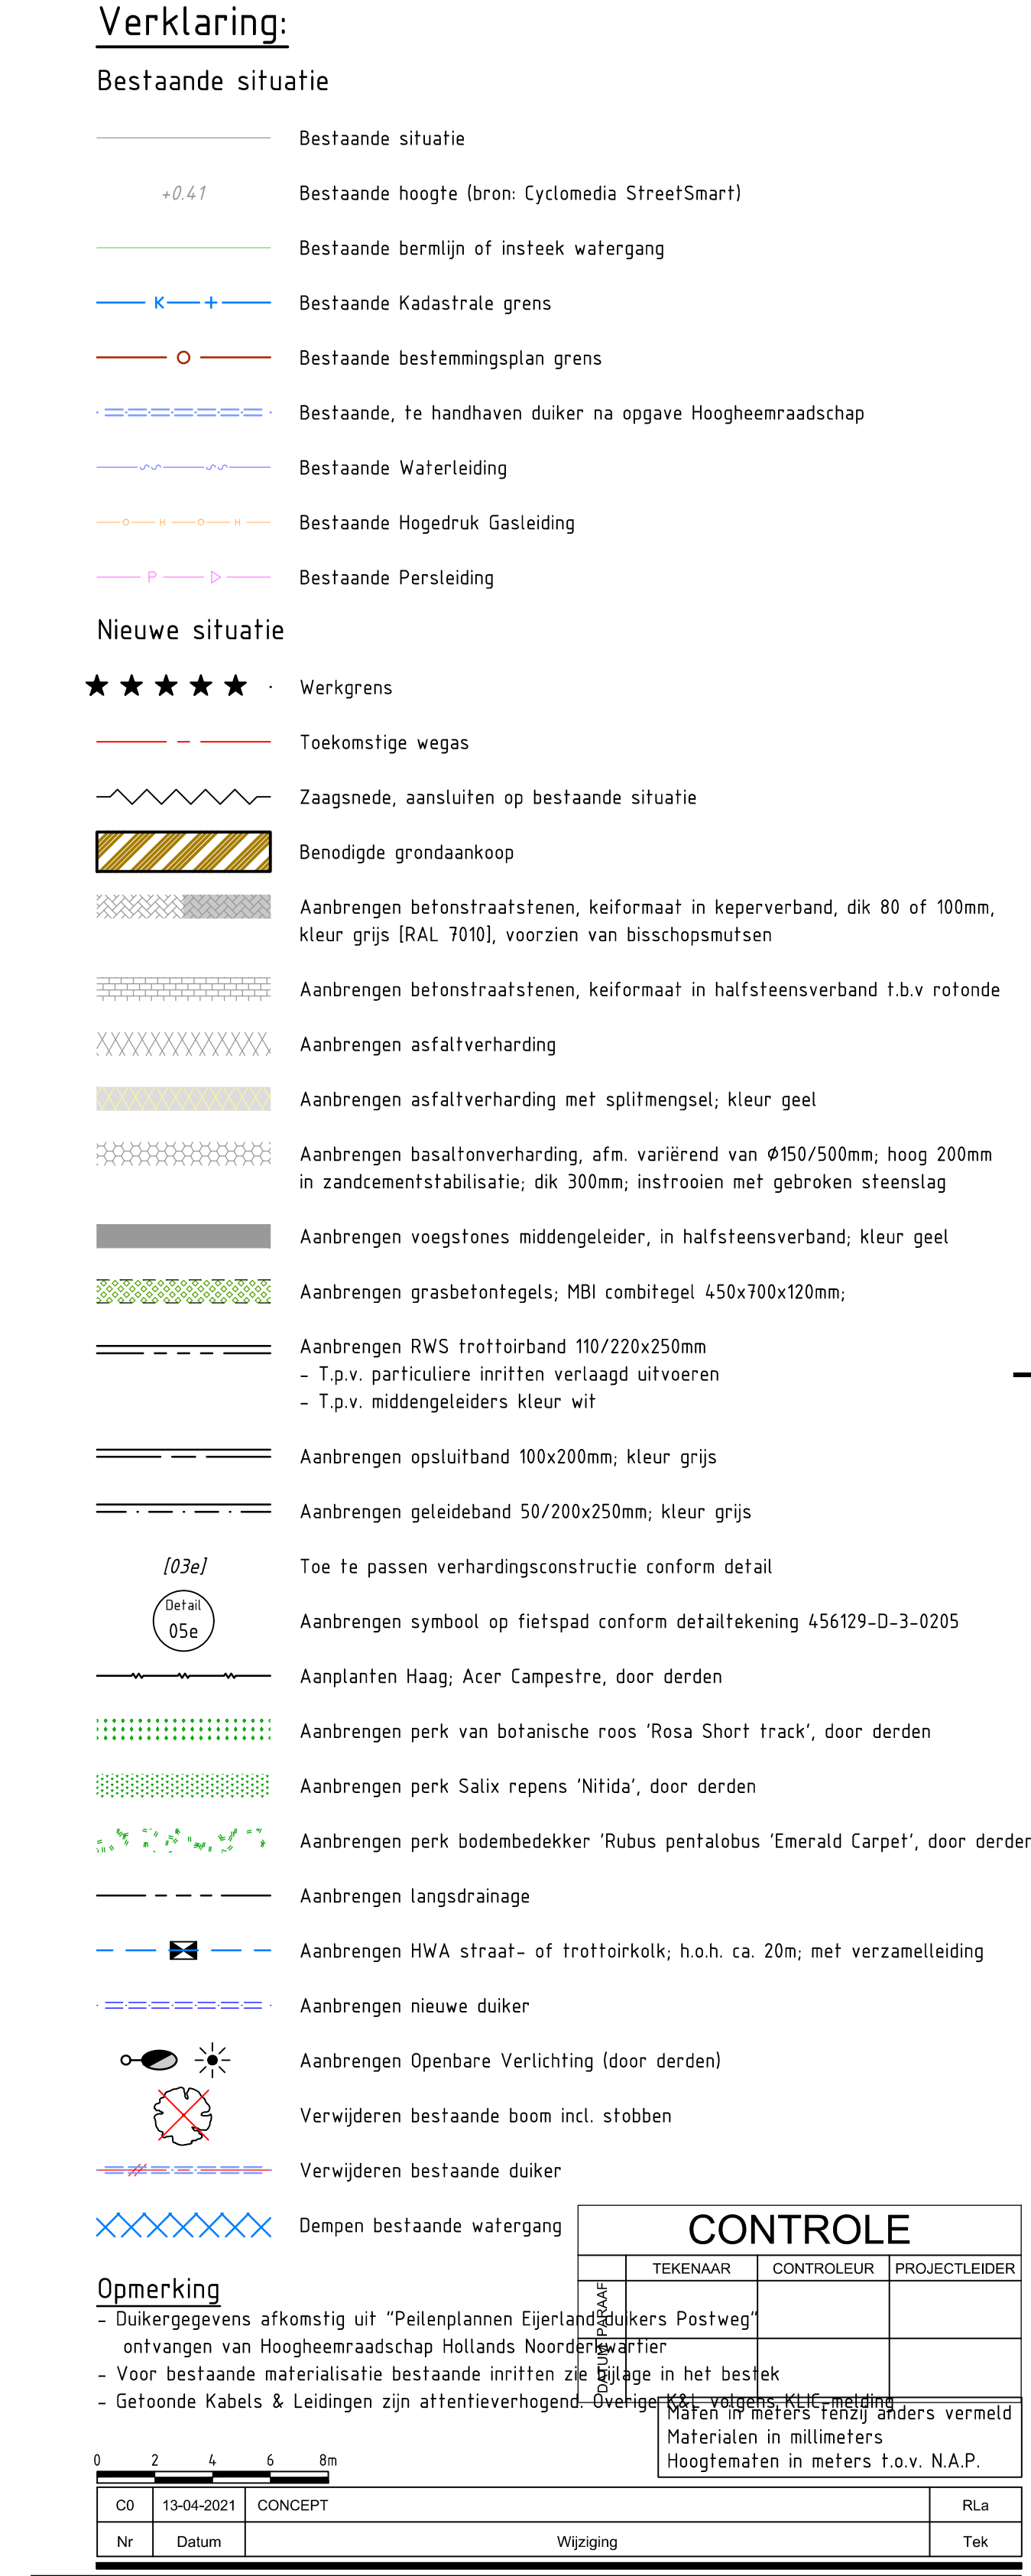 Verklaring:
Bestaande situatie
Bestaande situatie
+0.41 Bestaande hoogte (bron: Cyclomedia StreetSmart)
Bestaande bermlijn of insteek watergang
K Bestaande Kadastrale grens
Bestaande bestemmingsplan grens
Bestaande, te handhaven duiker na opgave Hoogheemraadschap
Bestaande Waterleiding
H H Bestaande Hogedruk Gasleiding
P Bestaande Persleiding
Nieuwe situatie
Werkgrens
Toekomstige wegas
Zaagsnede, aansluiten op bestaande situatie
Benodigde grondaankoop
Aanbrengen betonstraatstenen, keiformaat in keperverband, dik 80 of 100mm,
kleur grijs [RAL 7010], voorzien van bisschopsmutsen
Aanbrengen betonstraatstenen, keiformaat in halfsteensverband t.b.v rotonde
Aanbrengen asfaltverharding
Aanbrengen asfaltverharding met splitmengsel; kleur geel
Aanbrengen basaltonverharding, afm. variërend van Ø150/500mm; hoog 200mm
in zandcementstabilisatie; dik 300mm; instrooien met gebroken steenslag
Aanbrengen voegstones middengeleider, in halfsteensverband; kleur geel
Aanbrengen grasbetontegels; MBI combitegel 450x700x120mm;
Aanbrengen RWS trottoirband 110/220x250mm
- T.p.v. particuliere inritten verlaagd uitvoeren
- T.p.v. middengeleiders kleur wit
Aanbrengen opsluitband 100x200mm; kleur grijs
Aanbrengen geleideband 50/200x250mm; kleur grijs
[03e] Toe te passen verhardingsconstructie conform detail
Detail
05e Aanbrengen symbool op fietspad conform detailtekening 456129-D-3-0205
Aanplanten Haag; Acer Campestre, door derden
Aanbrengen perk van botanische roos 'Rosa Short track', door derden
Aanbrengen perk Salix repens 'Nitida', door derden
Aanbrengen perk bodembedekker 'Rubus pentalobus 'Emerald Carpet', door derden
Aanbrengen langsdrainage
Aanbrengen HWA straat- of trottoirkolk; h.o.h. ca. 20m; met verzamelleiding
Aanbrengen nieuwe duiker
Aanbrengen Openbare Verlichting (door derden)
Verwijderen bestaande boom incl. stobben
Verwijderen bestaande duiker
Dempen bestaande watergang
CONTROLE
TEKENAAR CONTROLEUR PROJECTLEIDER
PARAAF
DATUM
Opmerking
- Duikergegevens afkomstig uit "Peilenplannen Eijerland duikers Postweg"
ontvangen van Hoogheemraadschap Hollands Noorderkwartier
- Voor bestaande materialisatie bestaande inritten zie bijlage in het bestek
- Getoonde Kabels & Leidingen zijn attentieverhogend. Overige K&L volgens KLIC-melding
Maten in meters tenzij anders vermeld
Materialen in millimeters
Hoogtematen in meters t.o.v. N.A.P.
0 2 4 6 8m
C0 13-04-2021 CONCEPT RLa
Nr Datum Wijziging Tek